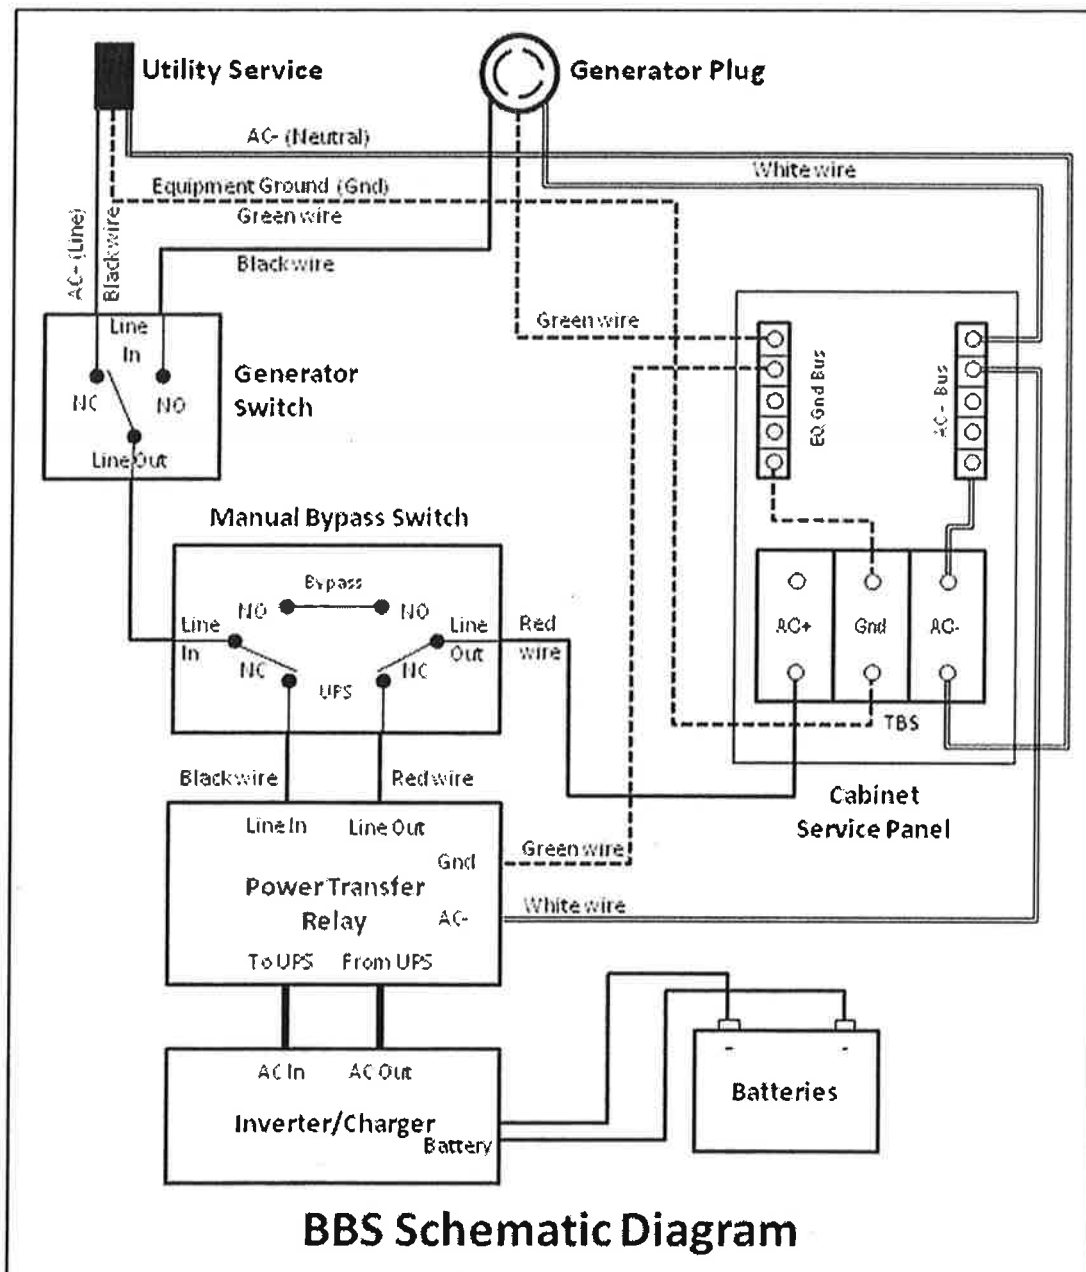 Utility Service
Generator Plug
AC- (Neutral)
White wire
Equipment Ground (Gnd)
Green wire
AC+ (Line)
Black wire
Black wire
Green wire
Line
In
NC
NO
Line Out
Generator
Switch
EQ Gnd Bus
AC- Bus
Manual Bypass Switch
Bypass
NO
NO
Line
In
Line
Out
Red
wire
NC
NC
UPS
AC+
Gnd
AC-
TBS
Black wire
Red wire
Cabinet
Service Panel
Line In
Line Out
Gnd
Green wire
Power Transfer
Relay
AC-
White wire
To UPS
From UPS
AC In
AC Out
-
-
Batteries
Inverter/Charger
Battery
BBS Schematic Diagram